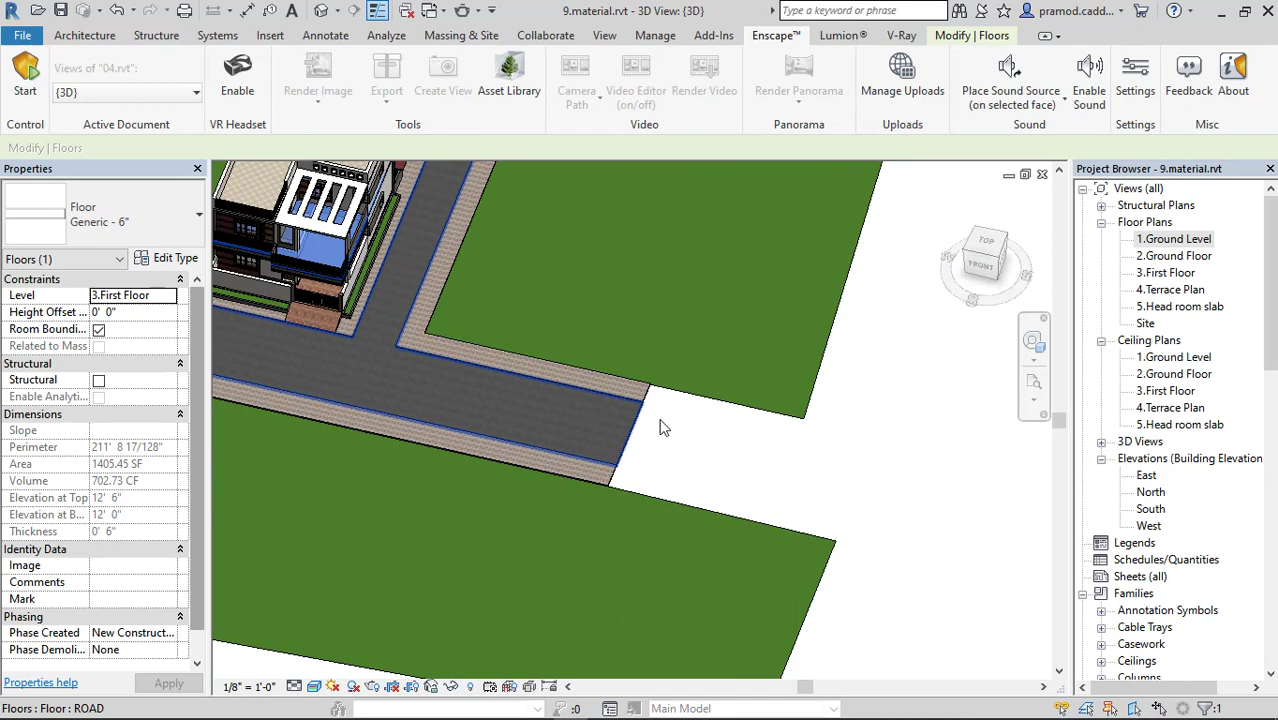 9.material.rvt - 3D View: {3D}
Type a keyword or phrase
pramod.cadd...
File
Architecture
Structure
Systems
Insert
Annotate
Analyze
Massing & Site
Collaborate
View
Manage
Add-Ins
Enscape™
Lumion®
V-Ray
Modify | Floors
Start
Views of "04.rvt":
{3D}
Enable
Render Image
Export
Create View
Asset Library
Camera Path
Video Editor (on/off)
Render Video
Render Panorama
Manage Uploads
Place Sound Source (on selected face)
Enable Sound
Settings
Feedback
About
Control
Active Document
VR Headset
Tools
Video
Panorama
Uploads
Sound
Settings
Misc
Modify | Floors
Properties
Floor
Generic - 6"
Floors (1)
Edit Type
Constraints
Level 3.First Floor
Height Offset ... 0' 0"
Room Boundi...
Related to Mass
Structural
Structural
Enable Analyti...
Dimensions
Slope
Perimeter 211' 8 17/128"
Area 1405.45 SF
Volume 702.73 CF
Elevation at Top 12' 6"
Elevation at B... 12' 0"
Thickness 0' 6"
Identity Data
Image
Comments
Mark
Phasing
Phase Created New Construct...
Phase Demoli... None
Properties help
Apply
TOP
FRONT
Project Browser - 9.material.rvt
Views (all)
Structural Plans
Floor Plans
1.Ground Level
2.Ground Floor
3.First Floor
4.Terrace Plan
5.Head room slab
Site
Ceiling Plans
1.Ground Level
2.Ground Floor
3.First Floor
4.Terrace Plan
5.Head room slab
3D Views
Elevations (Building Elevation
East
North
South
West
Legends
Schedules/Quantities
Sheets (all)
Families
Annotation Symbols
Cable Trays
Casework
Ceilings
Columns
1/8" = 1'-0"
Floors : Floor : ROAD
:0
Main Model
:1